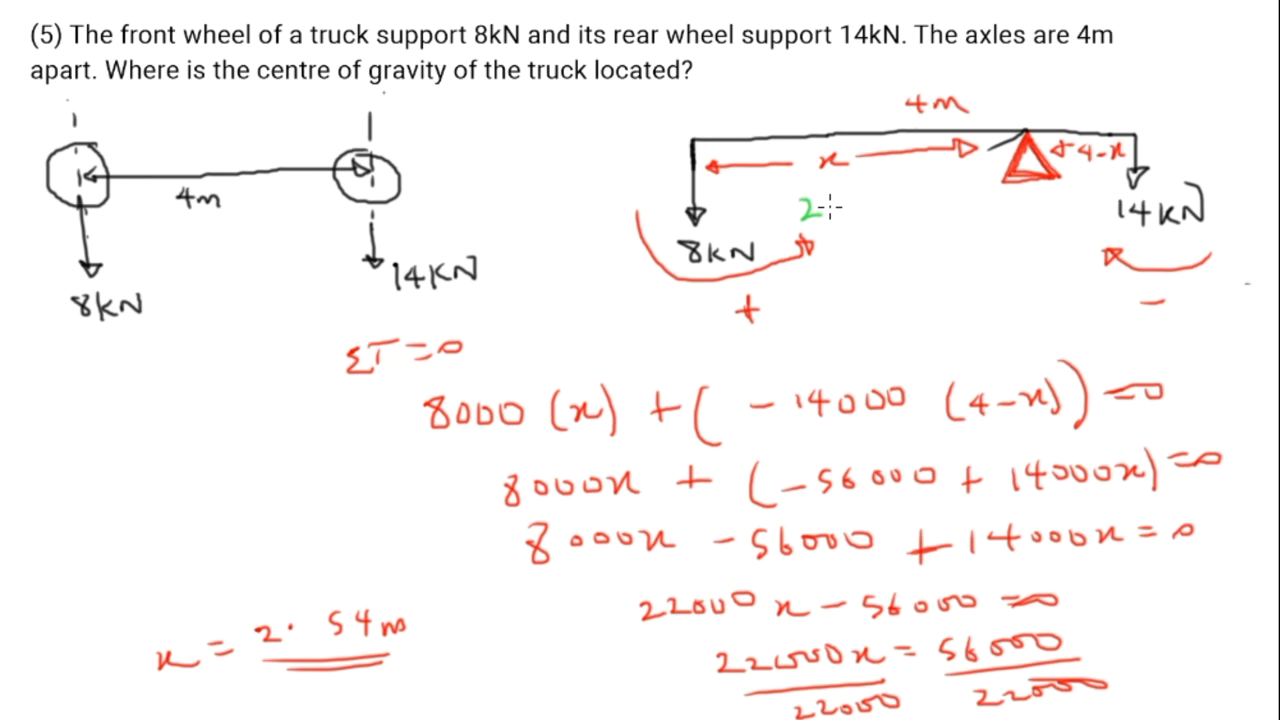 (5) The front wheel of a truck support 8kN and its rear wheel support 14kN. The axles are 4m
apart. Where is the centre of gravity of the truck located?
4m
x
4-x
4m
2
14KN
8KN
14KN
8KN
+
-
ΣT=0
8000 (x) + ( - 14000 (4-x) ) =0
8000x + (-56000 + 14000x) =0
8000x - 56000 + 14000x = 0
22000 x - 56000 =0
x = 2.54m
22000x = 56000
22000 22000